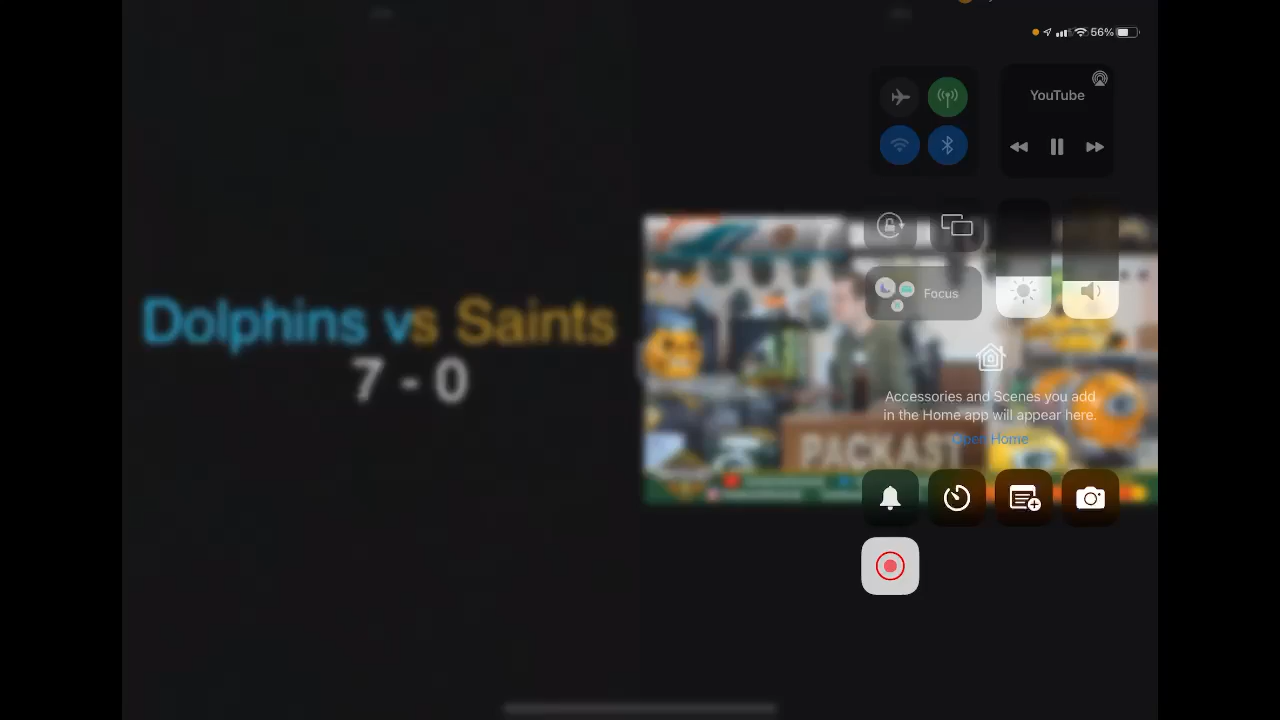 56%
YouTube
Dolphins vs Saints
7 - 0
Focus
Accessories and Scenes you add
in the Home app will appear here.
Open Home
PACKAST